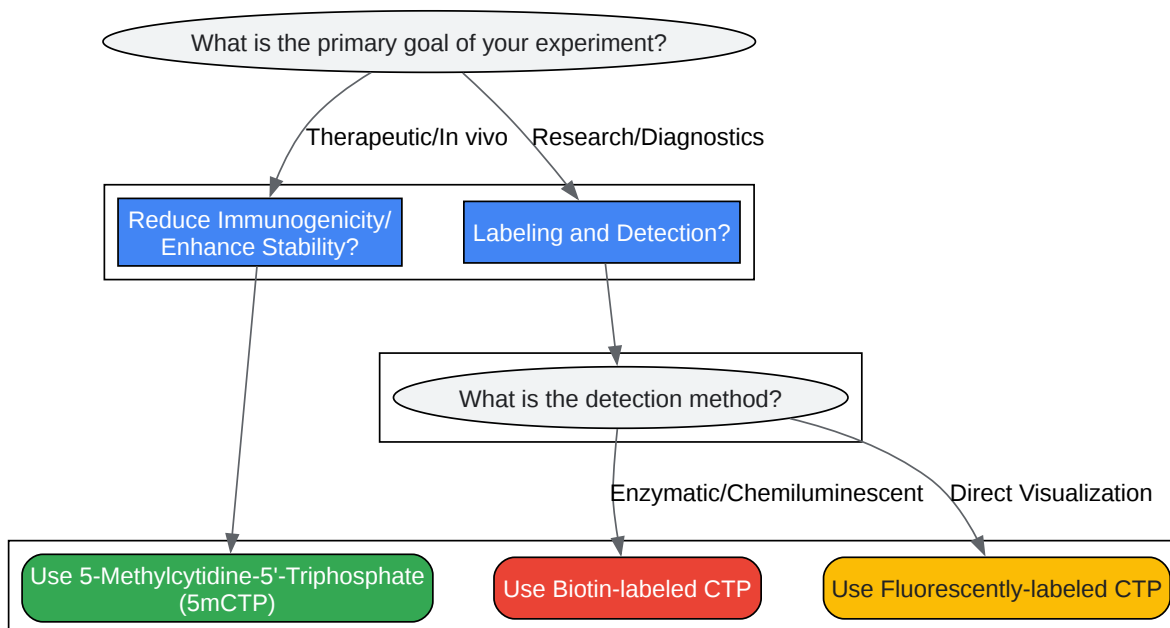 What is the primary goal of your experiment?
Therapeutic/In vivo
Research/Diagnostics
Reduce Immunogenicity/
Enhance Stability?
Labeling and Detection?
What is the detection method?
Enzymatic/Chemiluminescent
Direct Visualization
Use 5-Methylcytidine-5'-Triphosphate
(5mCTP)
Use Biotin-labeled CTP
Use Fluorescently-labeled CTP